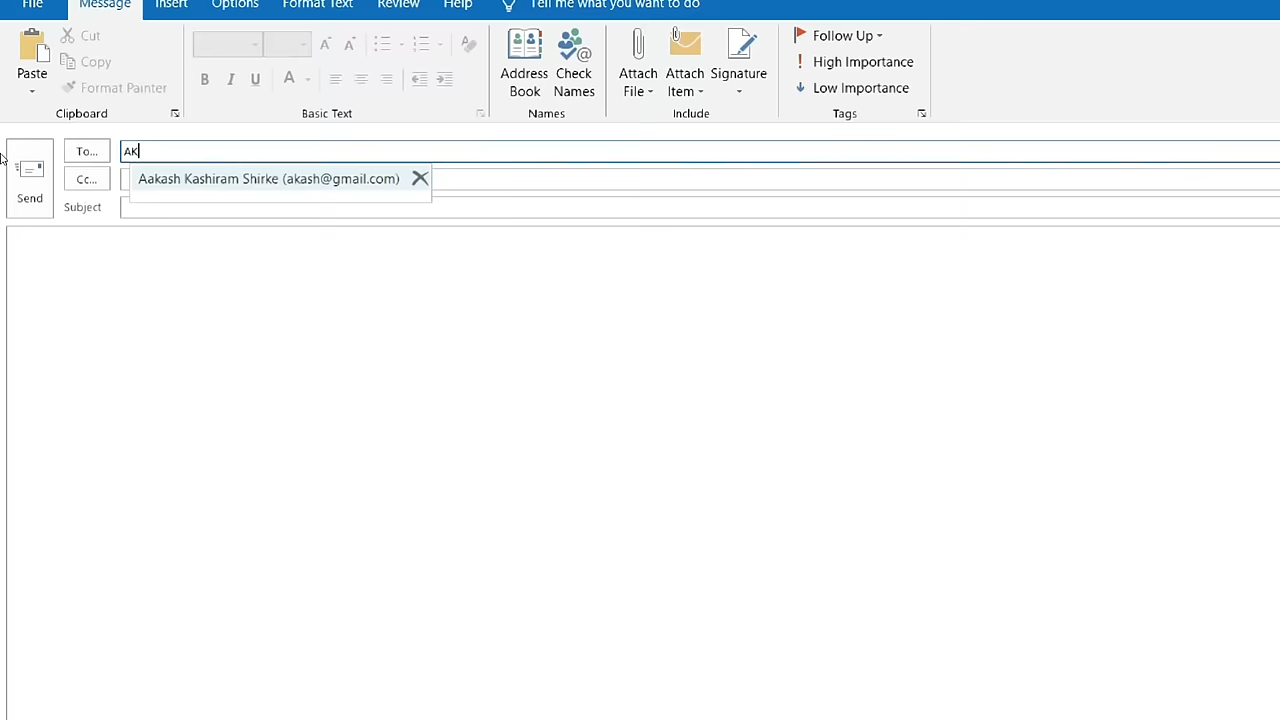 File Message Insert Options Format Text Review Help Tell me what you want to do
Cut
Copy
Format Painter
Paste
Clipboard
A A
B I U A
Basic Text
Address Book
Check Names
Names
Attach File
Attach Item
Signature
Include
Follow Up
High Importance
Low Importance
Tags
Send
To... AK
Aakash Kashiram Shirke (akash@gmail.com)
Cc...
Subject